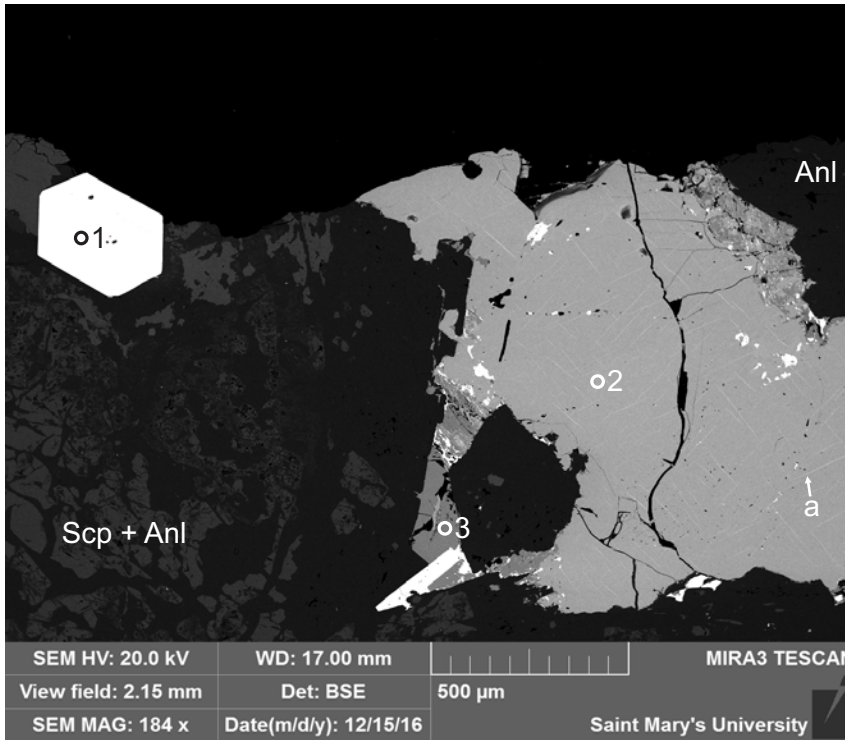 Anl
1
2
a
3
Scp + Anl
SEM HV: 20.0 kV
WD: 17.00 mm
MIRA3 TESCAN
View field: 2.15 mm
Det: BSE
500 µm
SEM MAG: 184 x
Date(m/d/y): 12/15/16
Saint Mary's University